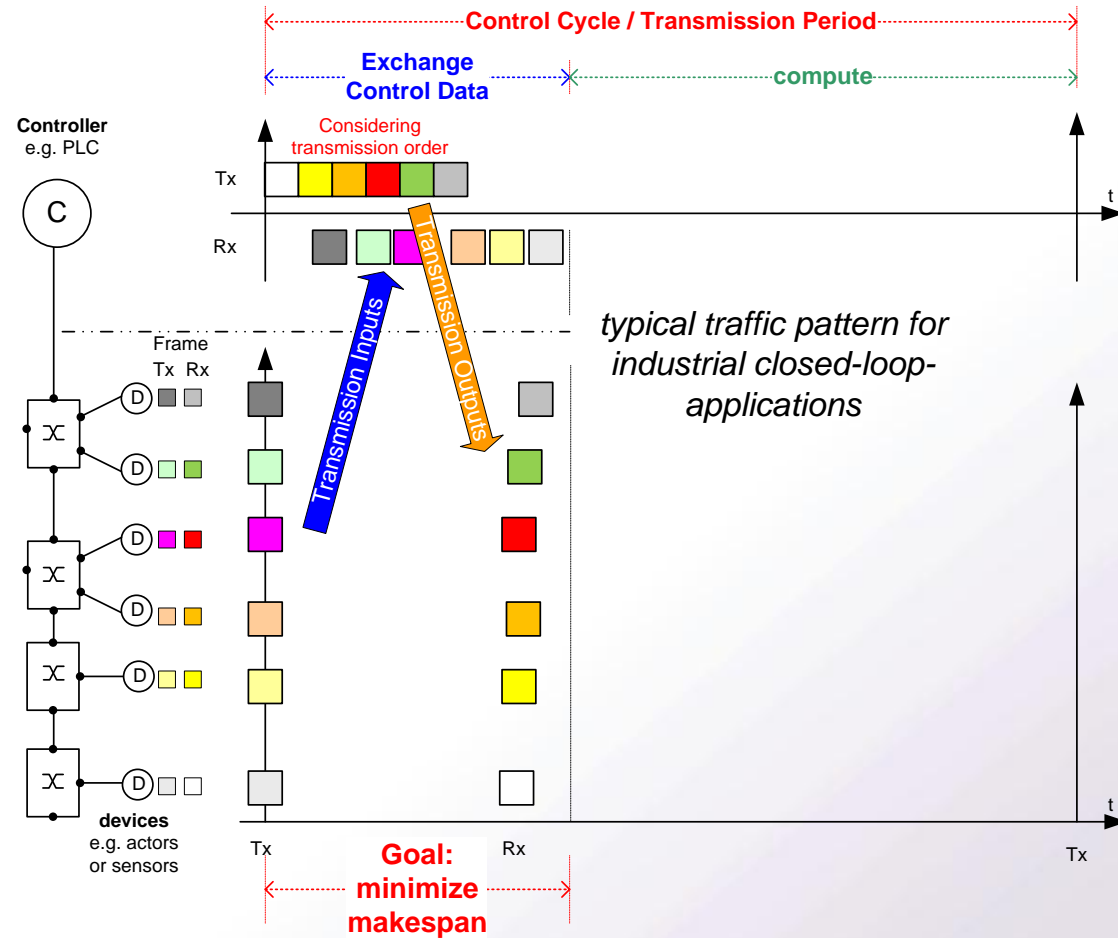 Control Cycle / Transmission Period
Exchange
Control Data
compute
Controller
e.g. PLC
Considering
transmission order
Tx
C
t
Rx
Transmission Inputs
Transmission Outputs
typical traffic pattern for
industrial closed-loop-
applications
Frame
Tx Rx
D
D
D
D
D
D
devices
e.g. actors
or sensors
t
Tx
Rx
Tx
Goal:
minimize
makespan